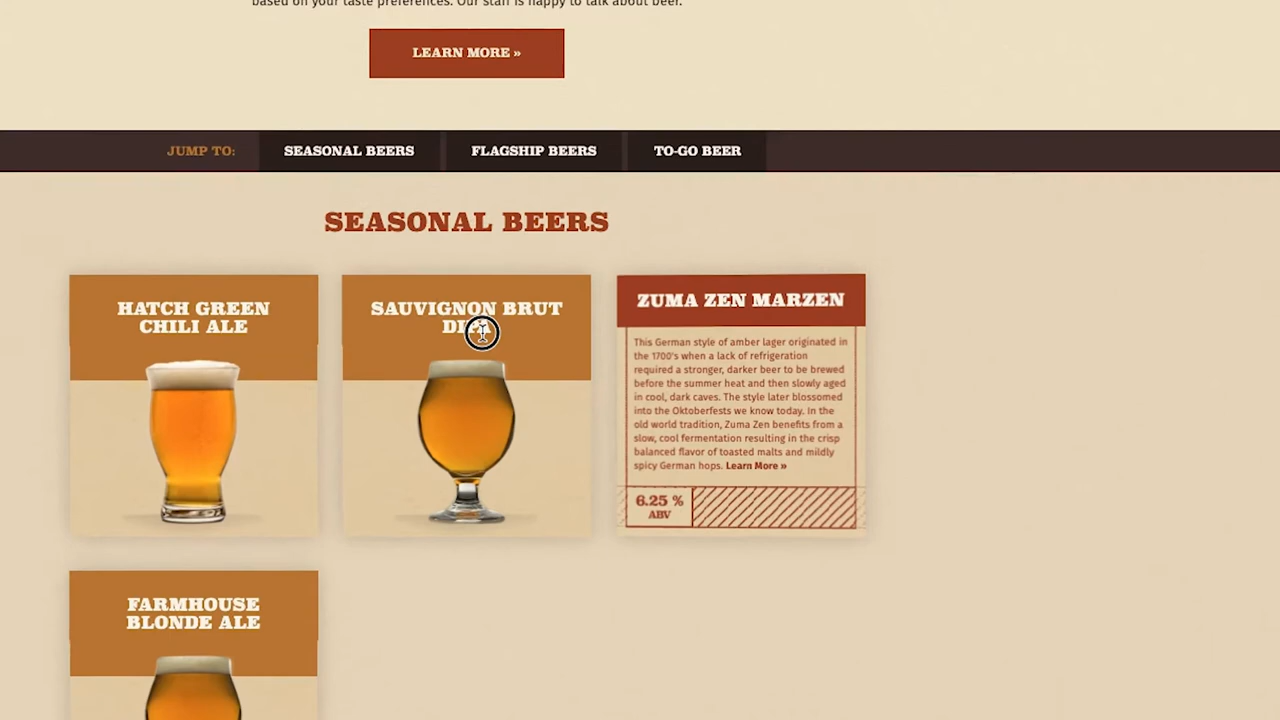 based on your taste preferences. Our staff is happy to talk about beer.
LEARN MORE »
JUMP TO: SEASONAL BEERS FLAGSHIP BEERS TO-GO BEER
SEASONAL BEERS
HATCH GREEN
CHILI ALE
SAUVIGNON BRUT
ZUMA ZEN MARZEN
This German style of amber lager originated in
the 1700's when a lack of refrigeration
required a stronger, darker beer to be brewed
before the summer heat and then slowly aged
in cool, dark caves. The style later blossomed
into the Oktoberfests we know today. In the
old world tradition, Zuma Zen benefits from a
slow, cool fermentation resulting in the crisp
balanced flavor of toasted malts and mildly
spicy German hops. Learn More »
6.25 %
ABV
FARMHOUSE
BLONDE ALE